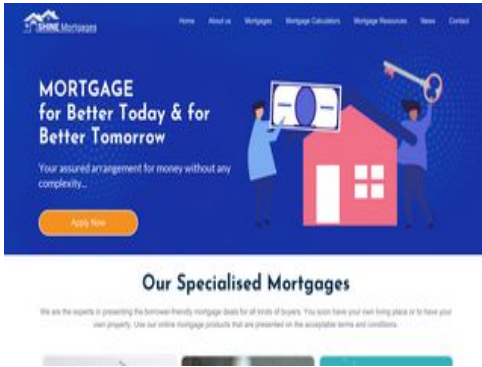 SHINE Mortgages
Home About us Mortgages Mortgage Calculators Mortgage Resources News Contact
MORTGAGE
for Better Today & for
Better Tomorrow
Your assured arrangement for money without any
complexity...
Apply Now
Our Specialised Mortgages
We are the experts in presenting the borrower-friendly mortgage deals for all kinds of buyers. You soon have your own living place or to have your
own property. Use our online mortgage products that are presented on the acceptable terms and conditions.